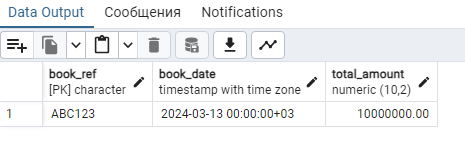 Data Output Сообщения Notifications
book_ref book_date total_amount
[PK] character timestamp with time zone numeric (10,2)
1 ABC123 2024-03-13 00:00:00+03 10000000.00